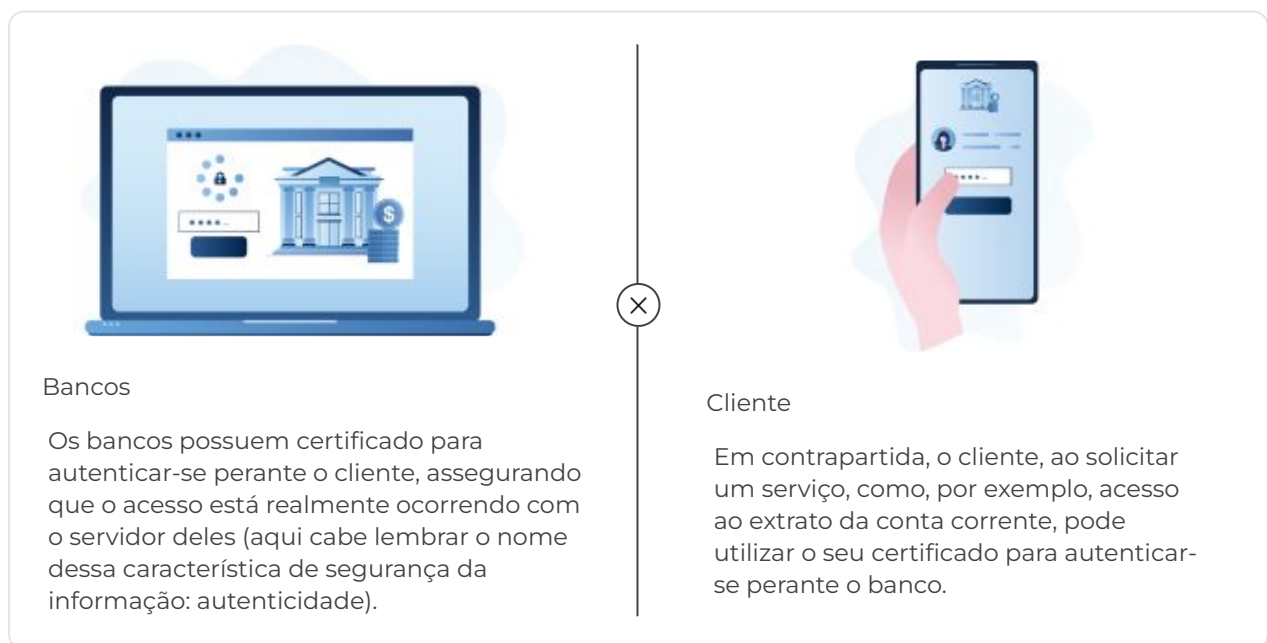 Bancos
Os bancos possuem certificado para
autenticar-se perante o cliente, assegurando
que o acesso está realmente ocorrendo com
o servidor deles (aqui cabe lembrar o nome
dessa característica de segurança da
informação: autenticidade).
Cliente
Em contrapartida, o cliente, ao solicitar
um serviço, como, por exemplo, acesso
ao extrato da conta corrente, pode
utilizar o seu certificado para autenticar-
se perante o banco.